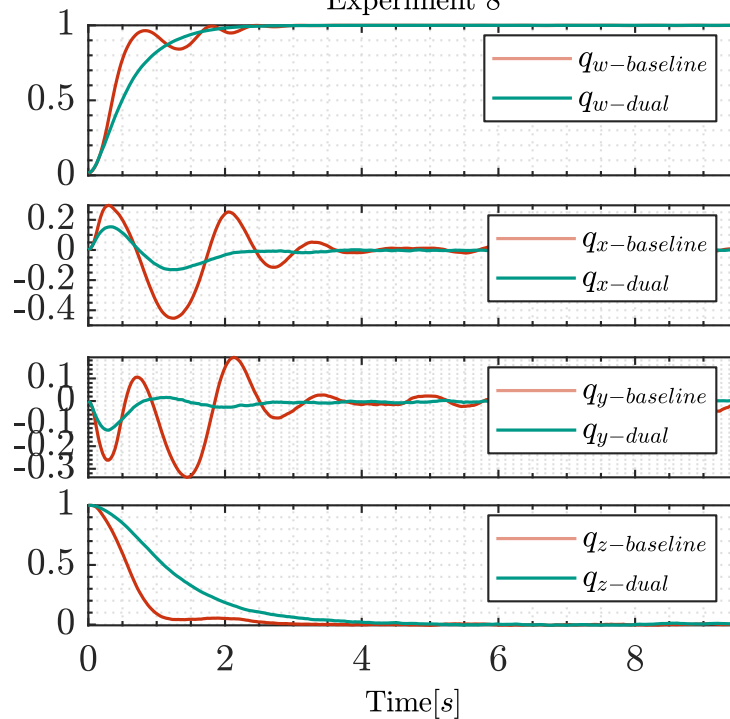 Experiment 8
1
0.5
0
q_{w-baseline}
q_{w-dual}
0.2
0
-0.2
-0.4
q_{x-baseline}
q_{x-dual}
0.1
0
-0.1
-0.2
-0.3
q_{y-baseline}
q_{y-dual}
1
0.5
0
q_{z-baseline}
q_{z-dual}
0 2 4 6 8
Time[s]